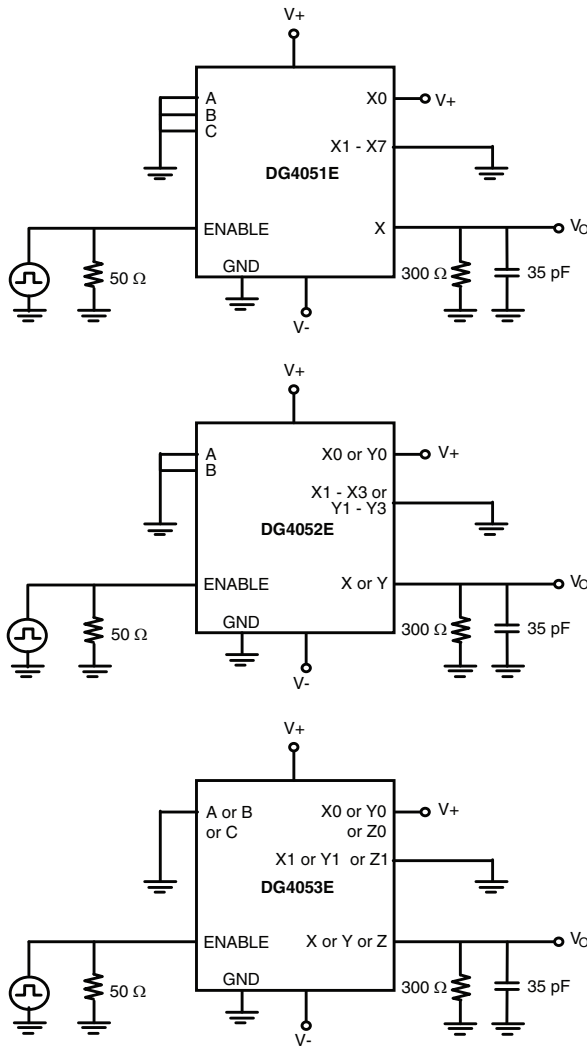 V+
A
B
C
X0
V+
X1 - X7
DG4051E
ENABLE
X
VO
50 Ω
GND
300 Ω
35 pF
V-
V+
A
B
X0 or Y0
V+
X1 - X3 or
Y1 - Y3
DG4052E
ENABLE
X or Y
VO
50 Ω
GND
300 Ω
35 pF
V-
V+
A or B
or C
X0 or Y0
or Z0
V+
X1 or Y1 or Z1
DG4053E
ENABLE
X or Y or Z
VO
50 Ω
GND
300 Ω
35 pF
V-